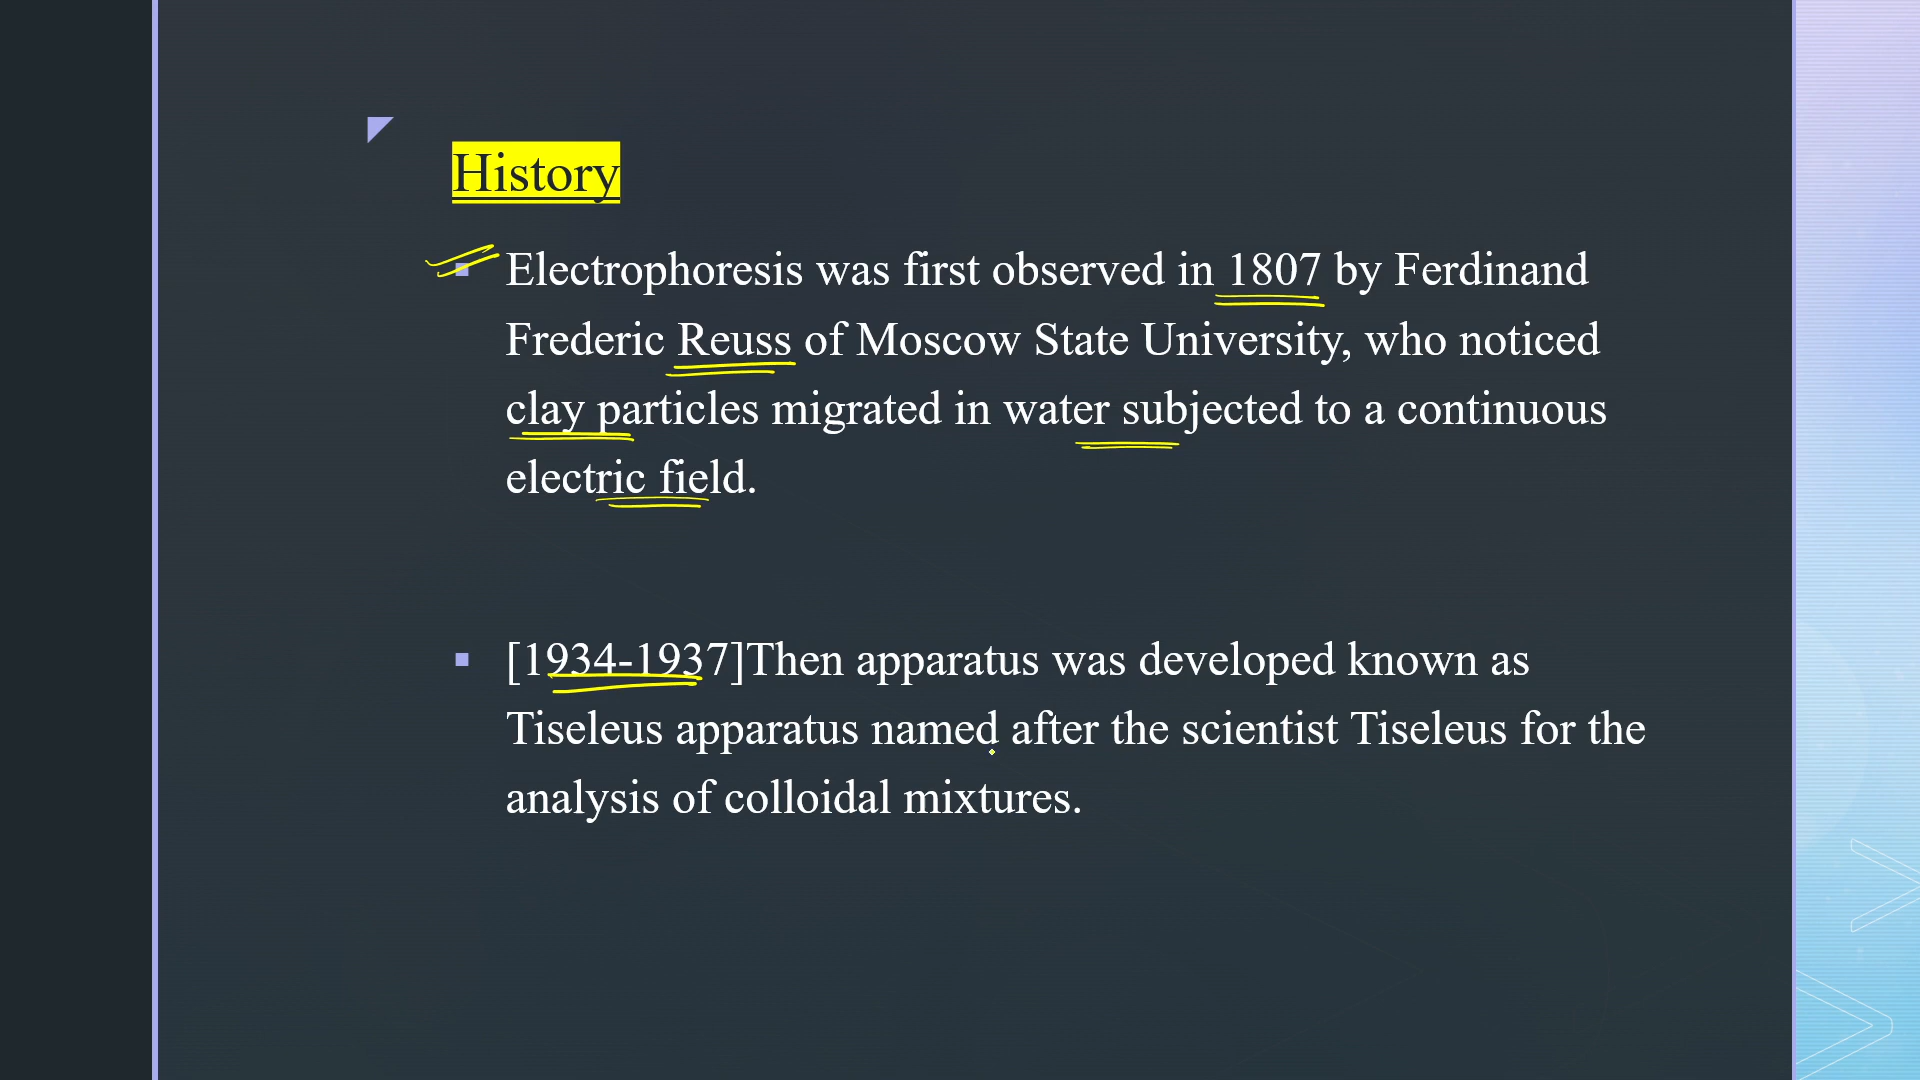 History
Electrophoresis was first observed in 1807 by Ferdinand
Frederic Reuss of Moscow State University, who noticed
clay particles migrated in water subjected to a continuous
electric field.
[1934-1937]Then apparatus was developed known as
Tiseleus apparatus named after the scientist Tiseleus for the
analysis of colloidal mixtures.